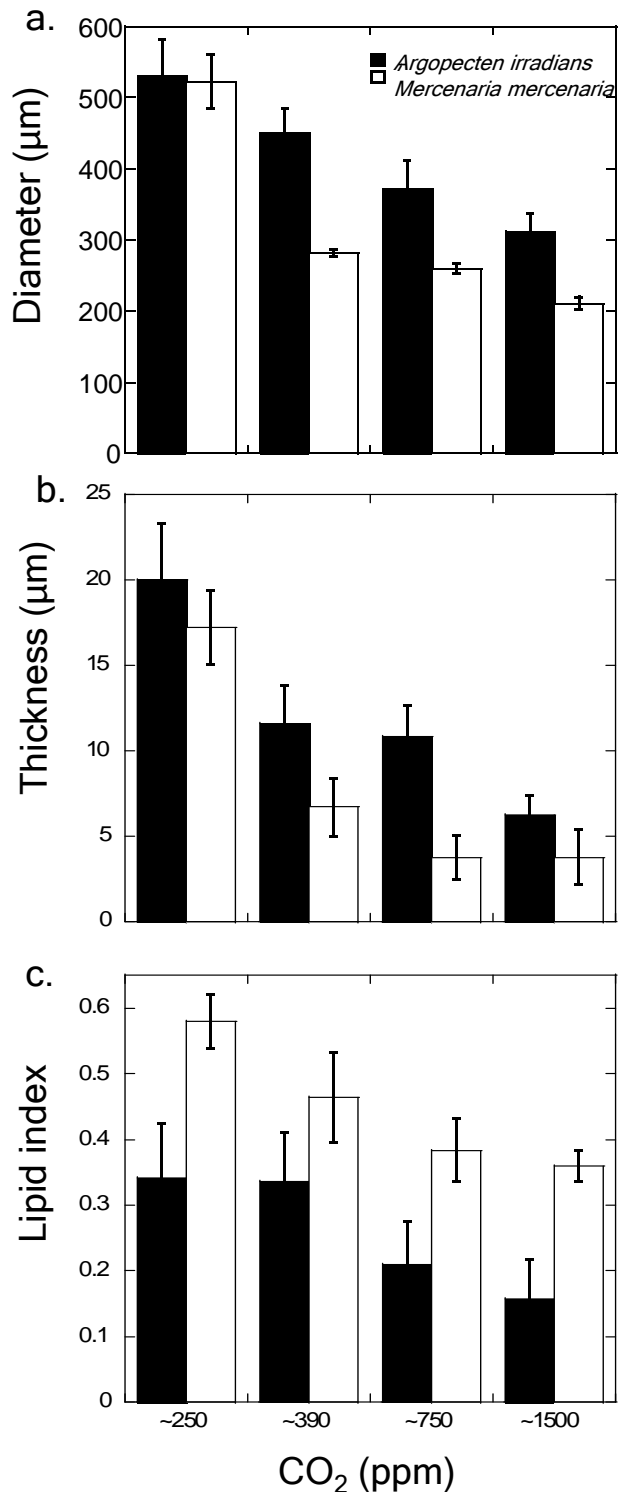 a.
600
500
400
300
200
100
0
Diameter (µm)
Argopecten irradians
Mercenaria mercenaria
b.
25
20
15
10
5
0
Thickness (µm)
c.
0.6
0.5
0.4
0.3
0.2
0.1
0
Lipid index
~250 ~390 ~750 ~1500
CO₂ (ppm)